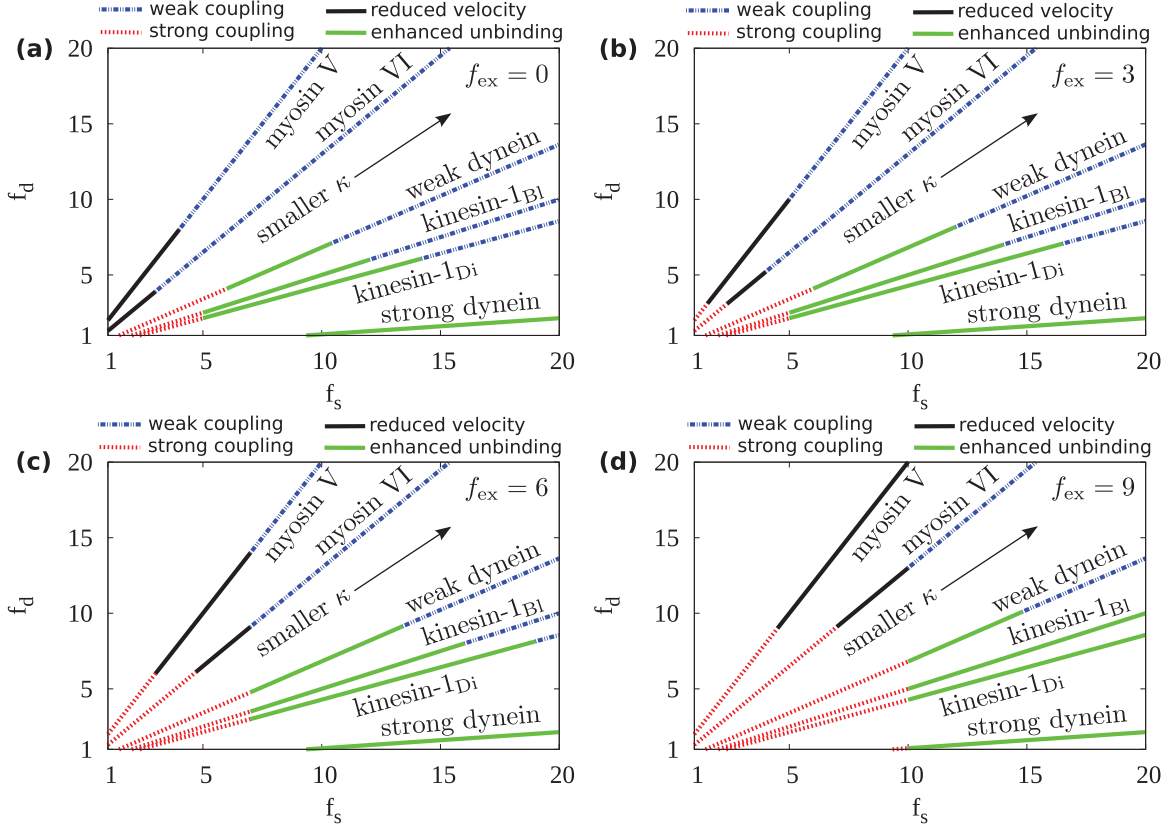 weak coupling reduced velocity
strong coupling enhanced unbinding
(a)
f_ex = 0
myosin V
myosin VI
smaller κ
weak dynein
kinesin-1_Bl
kinesin-1_Di
strong dynein
20
15
10
5
1
f_d
1 5 10 15 20
f_s
weak coupling reduced velocity
strong coupling enhanced unbinding
(b)
f_ex = 3
myosin V
myosin VI
smaller κ
weak dynein
kinesin-1_Bl
kinesin-1_Di
strong dynein
20
15
10
5
1
f_d
1 5 10 15 20
f_s
weak coupling reduced velocity
strong coupling enhanced unbinding
(c)
f_ex = 6
myosin V
myosin VI
smaller κ
weak dynein
kinesin-1_Bl
kinesin-1_Di
strong dynein
20
15
10
5
1
f_d
1 5 10 15 20
f_s
weak coupling reduced velocity
strong coupling enhanced unbinding
(d)
f_ex = 9
myosin V
myosin VI
smaller κ
weak dynein
kinesin-1_Bl
kinesin-1_Di
strong dynein
20
15
10
5
1
f_d
1 5 10 15 20
f_s